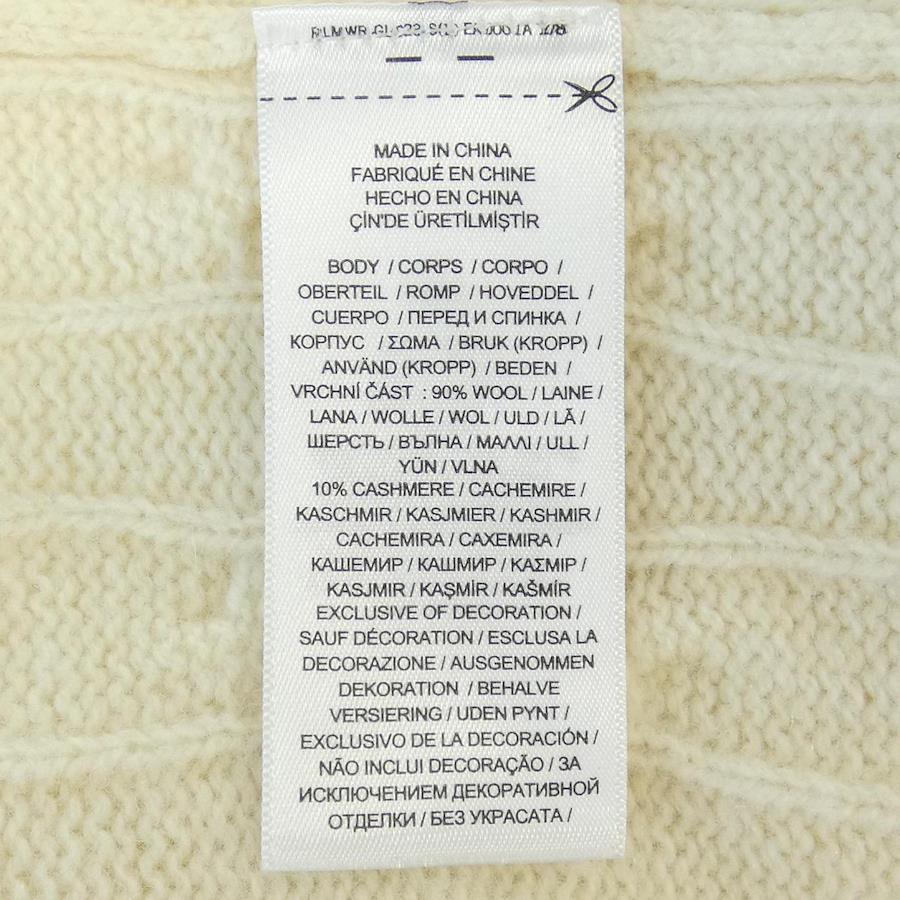 MADE IN CHINA
FABRIQUÉ EN CHINE
HECHO EN CHINA
ÇİN'DE ÜRETİLMİŞTİR
BODY / CORPS / CORPO /
OBERTEIL / ROMP / HOVEDDEL /
CUERPO / ПЕРЕД И СПИНКА /
КОРПУС / ΣΩΜΑ / BRUK (KROPP) /
ANVÄND (KROPP) / BEDEN /
VRCHNÍ ČÁST : 90% WOOL / LAINE /
LANA / WOLLE / WOL / ULD / LÃ /
ШЕРСТЬ / ВЪЛНА / ΜΑΛΛΙ / ULL /
YÜN / VLNA
10% CASHMERE / CACHEMIRE /
KASCHMIR / KASJMIER / KASHMIR /
CACHEMIRA / CAXEMIRA /
КАШЕМИР / КАШМИР / ΚΑΣΜΙΡ /
KASJMIR / KAŞMİR / KAŠMÍR
EXCLUSIVE OF DECORATION /
SAUF DÉCORATION / ESCLUSA LA
DECORAZIONE / AUSGENOMMEN
DEKORATION / BEHALVE
VERSIERING / UDEN PYNT /
EXCLUSIVO DE LA DECORACIÓN /
NÃO INCLUI DECORAÇÃO / ЗА
ИСКЛЮЧЕНИЕМ ДЕКОРАТИВНОЙ
ОТДЕЛКИ / БЕЗ УКРАСАТА /